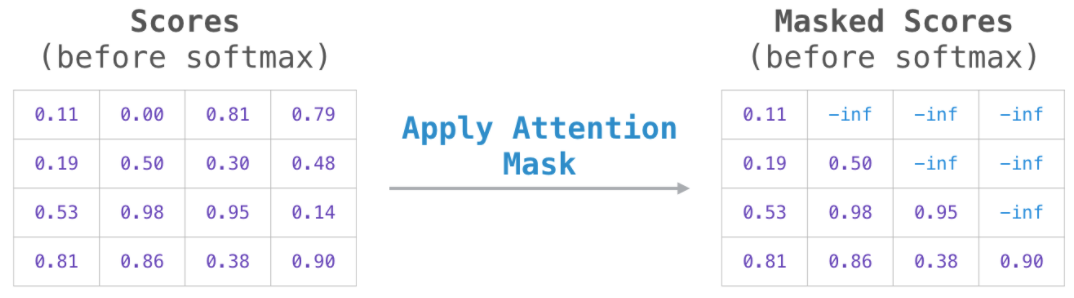 Scores
(before softmax)
0.11 0.00 0.81 0.79
0.19 0.50 0.30 0.48
0.53 0.98 0.95 0.14
0.81 0.86 0.38 0.90
Apply Attention
Mask
Masked Scores
(before softmax)
0.11 -inf -inf -inf
0.19 0.50 -inf -inf
0.53 0.98 0.95 -inf
0.81 0.86 0.38 0.90